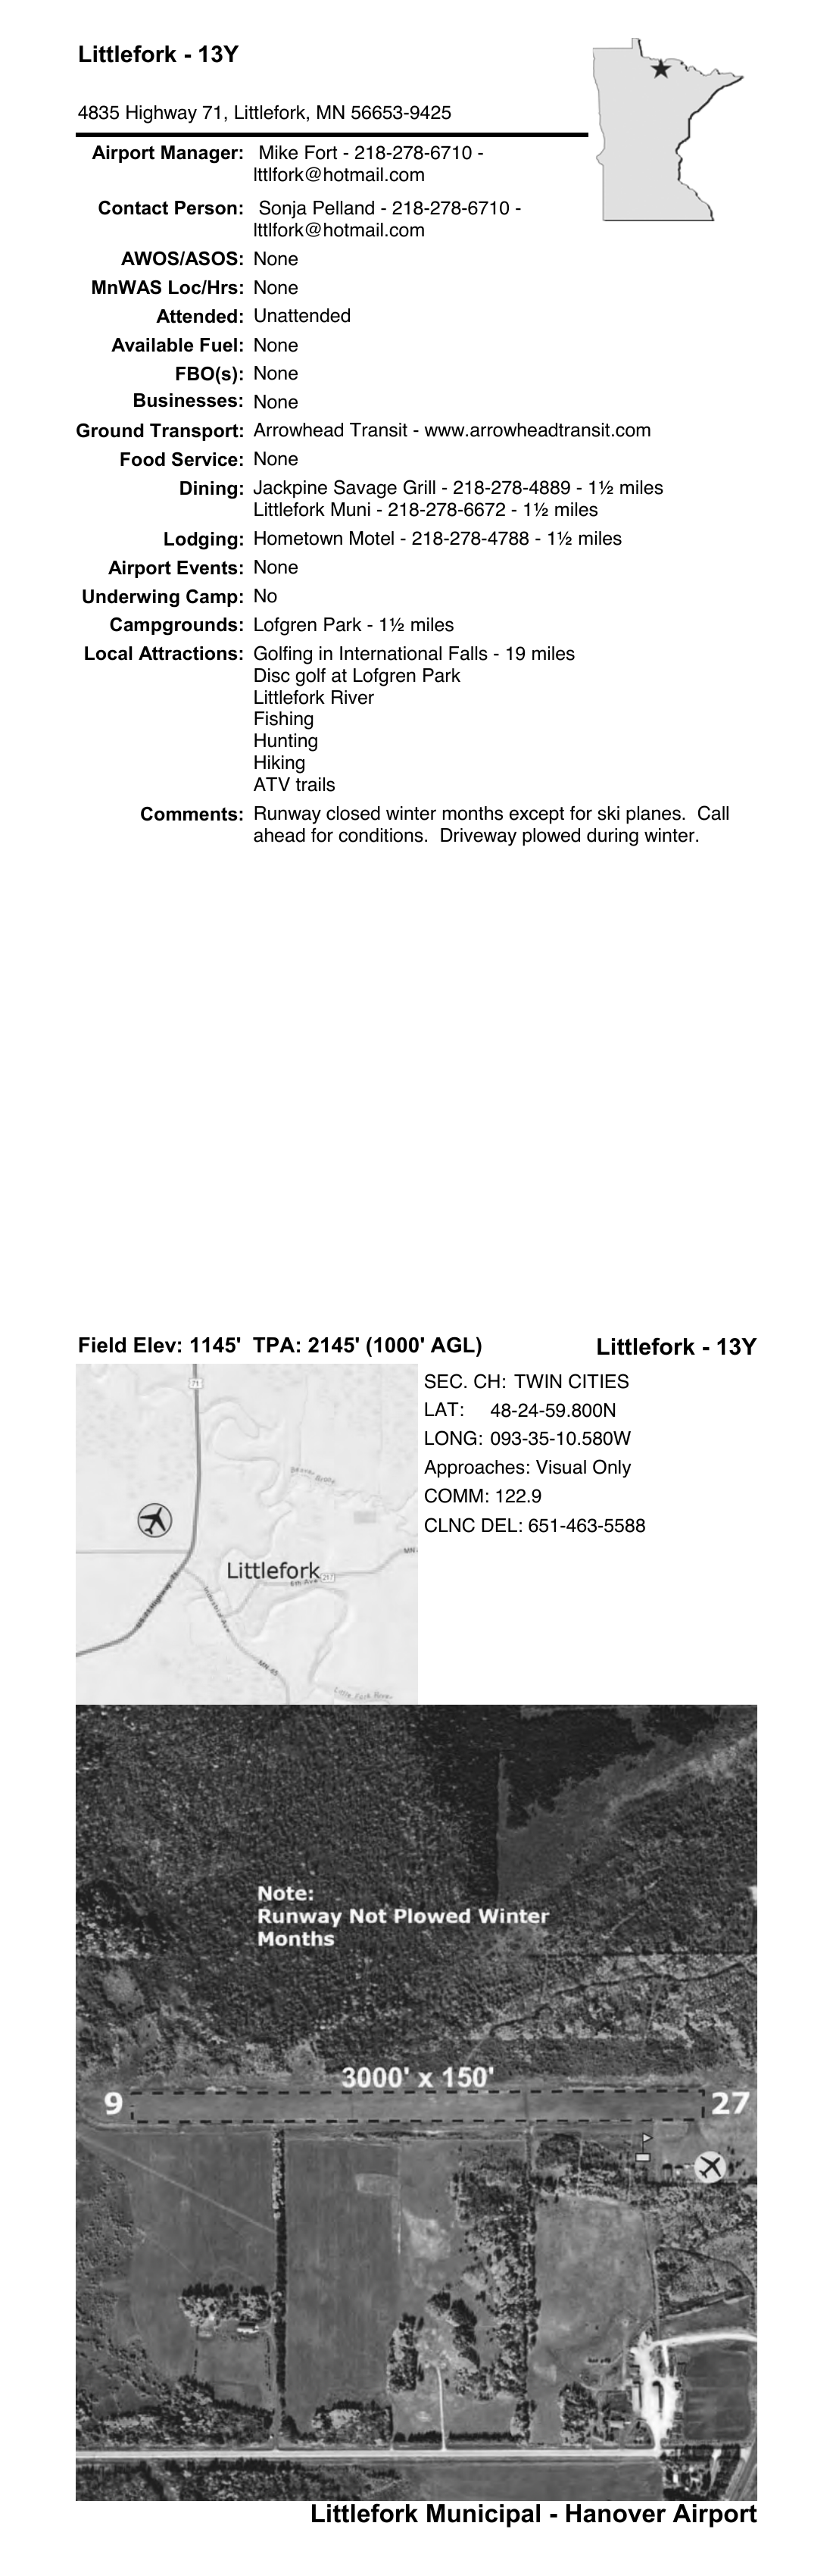 Littlefork - 13Y
4835 Highway 71, Littlefork, MN 56653-9425
Airport Manager: Mike Fort - 218-278-6710 -
lttlfork@hotmail.com
Contact Person: Sonja Pelland - 218-278-6710 -
lttlfork@hotmail.com
AWOS/ASOS: None
MnWAS Loc/Hrs: None
Attended: Unattended
Available Fuel: None
FBO(s): None
Businesses: None
Ground Transport: Arrowhead Transit - www.arrowheadtransit.com
Food Service: None
Dining: Jackpine Savage Grill - 218-278-4889 - 1½ miles
Littlefork Muni - 218-278-6672 - 1½ miles
Lodging: Hometown Motel - 218-278-4788 - 1½ miles
Airport Events: None
Underwing Camp: No
Campgrounds: Lofgren Park - 1½ miles
Local Attractions: Golfing in International Falls - 19 miles
Disc golf at Lofgren Park
Littlefork River
Fishing
Hunting
Hiking
ATV trails
Comments: Runway closed winter months except for ski planes.  Call
ahead for conditions.  Driveway plowed during winter.
Field Elev: 1145'  TPA: 2145' (1000' AGL)
Littlefork - 13Y
71
Littlefork
217
Industrial Ave
MN-65
Little Fork River
SEC. CH: TWIN CITIES
LAT: 48-24-59.800N
LONG: 093-35-10.580W
Approaches: Visual Only
COMM: 122.9
CLNC DEL: 651-463-5588
Note:
Runway Not Plowed Winter
Months
3000' x 150'
9
27
Littlefork Municipal - Hanover Airport